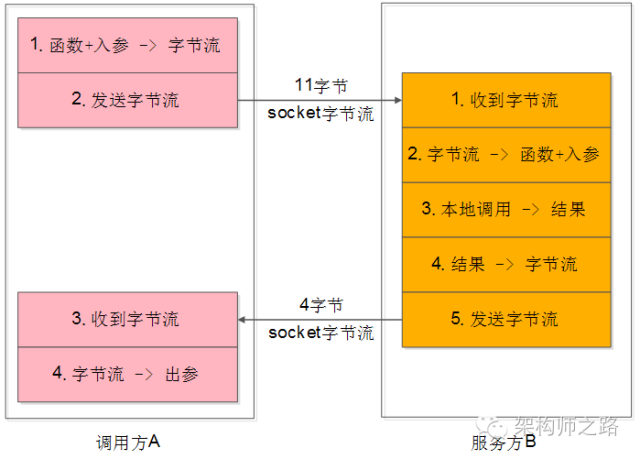 1. 函数+入参 -> 字节流
2. 发送字节流
11字节
socket字节流
1. 收到字节流
2. 字节流 -> 函数+入参
3. 本地调用 -> 结果
4. 结果 -> 字节流
5. 发送字节流
4字节
socket字节流
3. 收到字节流
4. 字节流 -> 出参
调用方A
服务方B
架构师之路